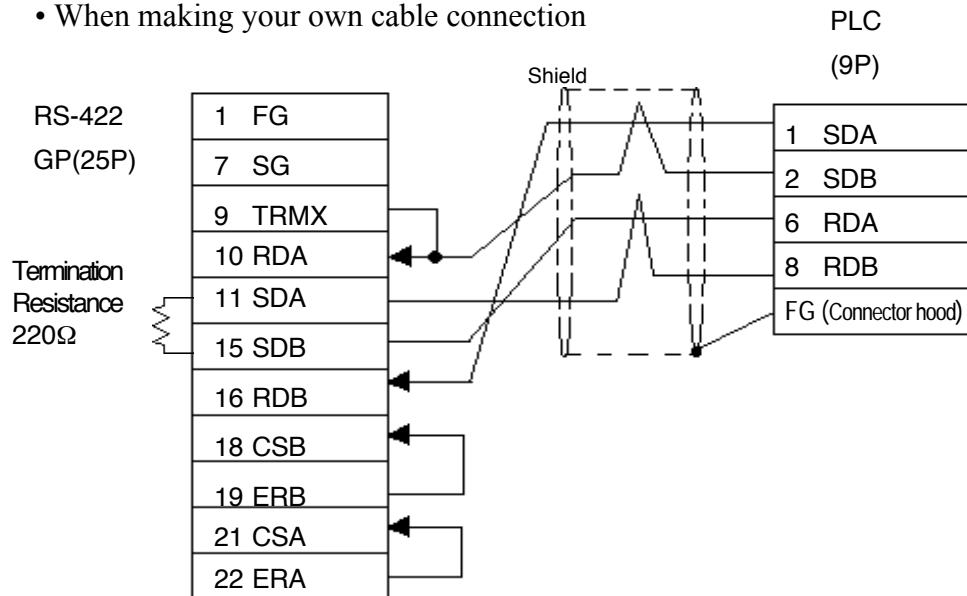 • When making your own cable connection
PLC
(9P)
Shield
RS-422
GP(25P)
1 FG
7 SG
9 TRMX
10 RDA
11 SDA
15 SDB
16 RDB
18 CSB
19 ERB
21 CSA
22 ERA
Termination
Resistance
220Ω
1 SDA
2 SDB
6 RDA
8 RDB
FG (Connector hood)